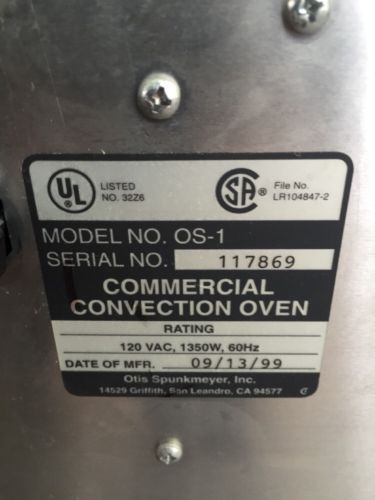 UL ® LISTED NO. 32Z6
SA ® File No. LR104847-2
MODEL NO. OS-1
SERIAL NO. 117869
COMMERCIAL
CONVECTION OVEN
RATING
120 VAC, 1350W, 60Hz
DATE OF MFR. 09/13/99
Otis Spunkmeyer, Inc.
14529 Griffith, San Leandro, CA 94577